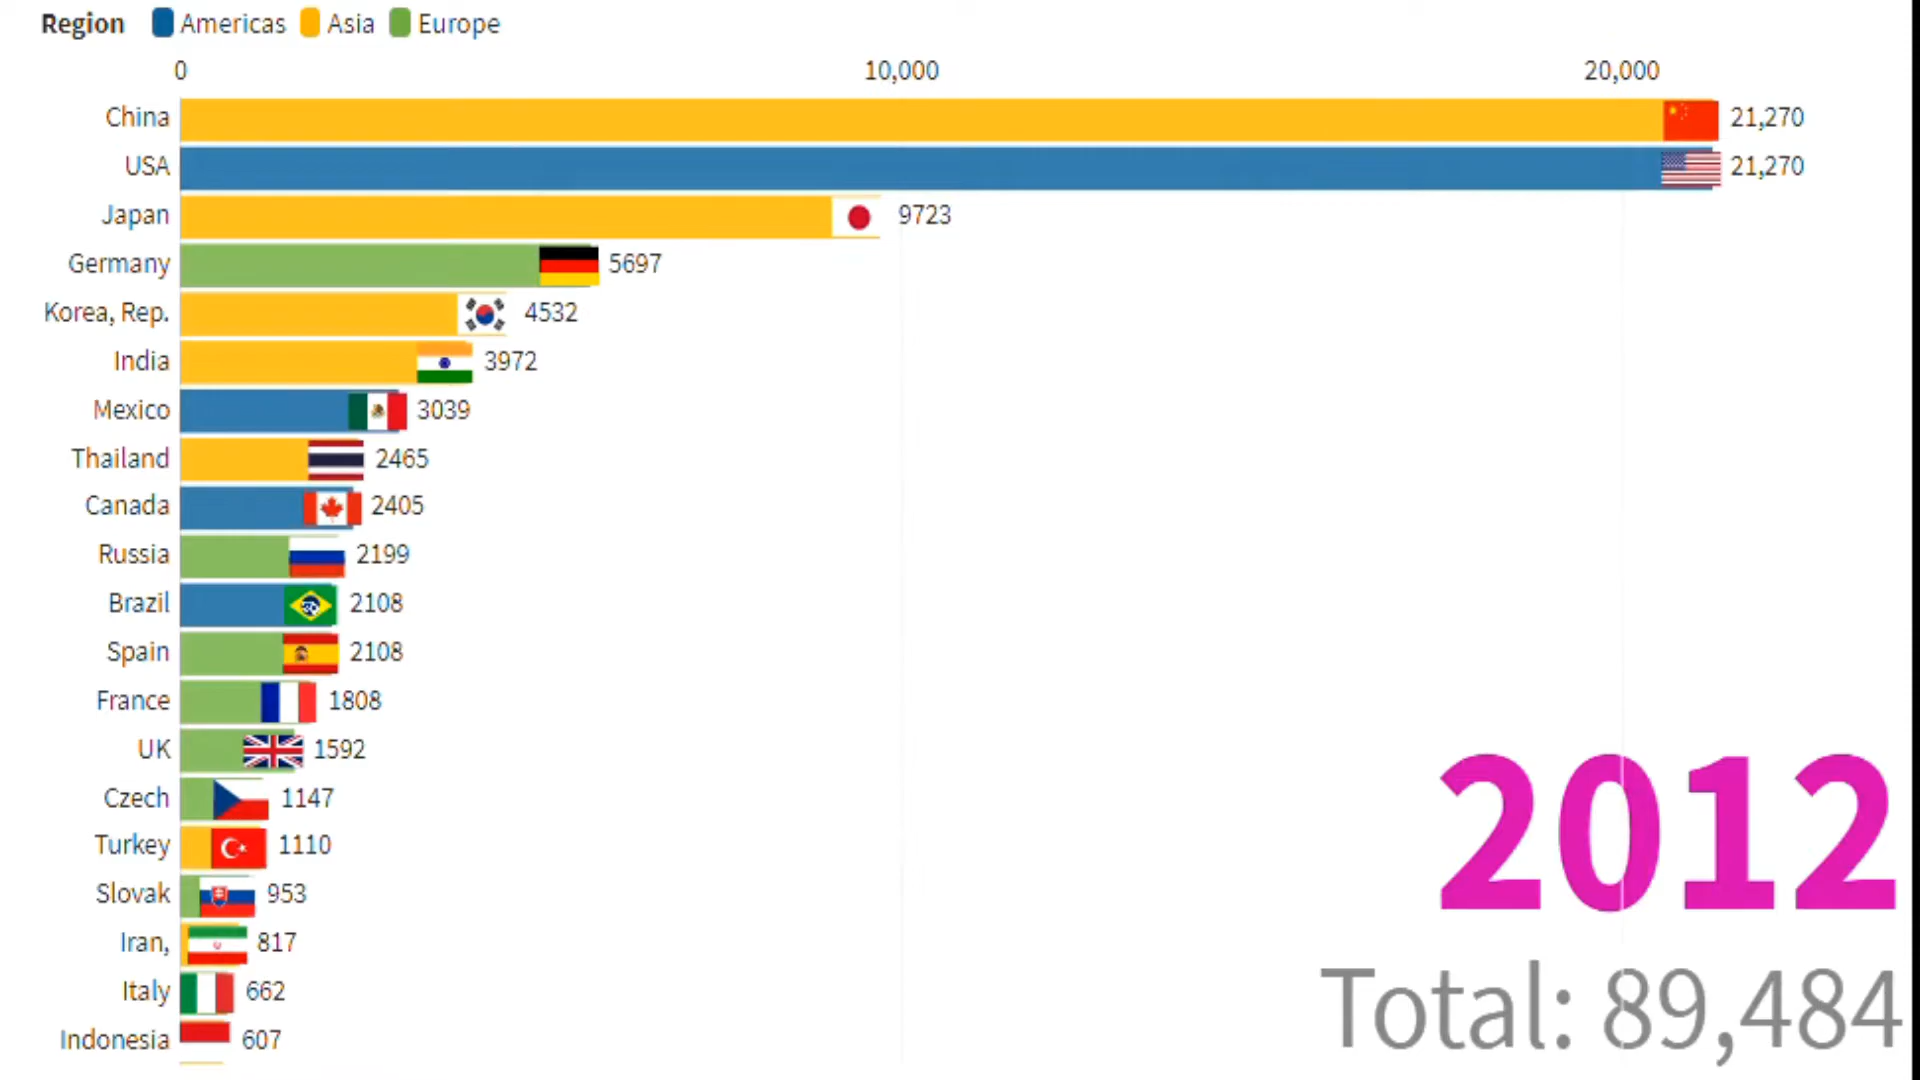 Region Americas Asia Europe
0 10,000 20,000
China 21,270
USA 21,270
Japan 9723
Germany 5697
Korea, Rep. 4532
India 3972
Mexico 3039
Thailand 2465
Canada 2405
Russia 2199
Brazil 2108
Spain 2108
France 1808
UK 1592
Czech 1147
Turkey 1110
Slovak 953
Iran, 817
Italy 662
Indonesia 607
2012
Total: 89,484